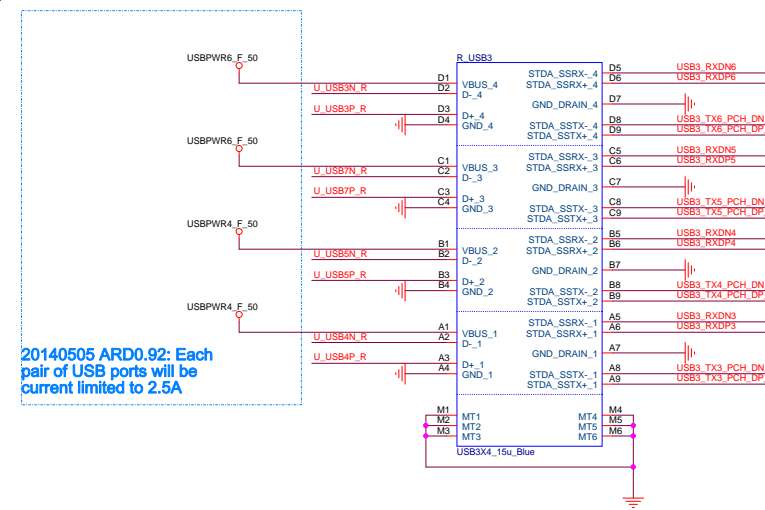 R_USB3
USBPWR6_F_50
D1 VBUS_4
U_USB3N_R D2 D-_4
U_USB3P_R D3 D+_4
D4 GND_4
STDA_SSRX-_4 D5 USB3_RXDN6
STDA_SSRX+_4 D6 USB3_RXDP6
GND_DRAIN_4 D7
STDA_SSTX-_4 D8 USB3_TX6_PCH_DN
STDA_SSTX+_4 D9 USB3_TX6_PCH_DP
USBPWR6_F_50
C1 VBUS_3
U_USB7N_R C2 D-_3
U_USB7P_R C3 D+_3
C4 GND_3
STDA_SSRX-_3 C5 USB3_RXDN5
STDA_SSRX+_3 C6 USB3_RXDP5
GND_DRAIN_3 C7
STDA_SSTX-_3 C8 USB3_TX5_PCH_DN
STDA_SSTX+_3 C9 USB3_TX5_PCH_DP
USBPWR4_F_50
B1 VBUS_2
U_USB5N_R B2 D-_2
U_USB5P_R B3 D+_2
B4 GND_2
STDA_SSRX-_2 B5 USB3_RXDN4
STDA_SSRX+_2 B6 USB3_RXDP4
GND_DRAIN_2 B7
STDA_SSTX-_2 B8 USB3_TX4_PCH_DN
STDA_SSTX+_2 B9 USB3_TX4_PCH_DP
USBPWR4_F_50
A1 VBUS_1
U_USB4N_R A2 D-_1
U_USB4P_R A3 D+_1
A4 GND_1
STDA_SSRX-_1 A5 USB3_RXDN3
STDA_SSRX+_1 A6 USB3_RXDP3
GND_DRAIN_1 A7
STDA_SSTX-_1 A8 USB3_TX3_PCH_DN
STDA_SSTX+_1 A9 USB3_TX3_PCH_DP
20140505 ARD0.92: Each
pair of USB ports will be
current limited to 2.5A
M1 MT1 MT4 M4
M2 MT2 MT5 M5
M3 MT3 MT6 M6
USB3X4_15u_Blue